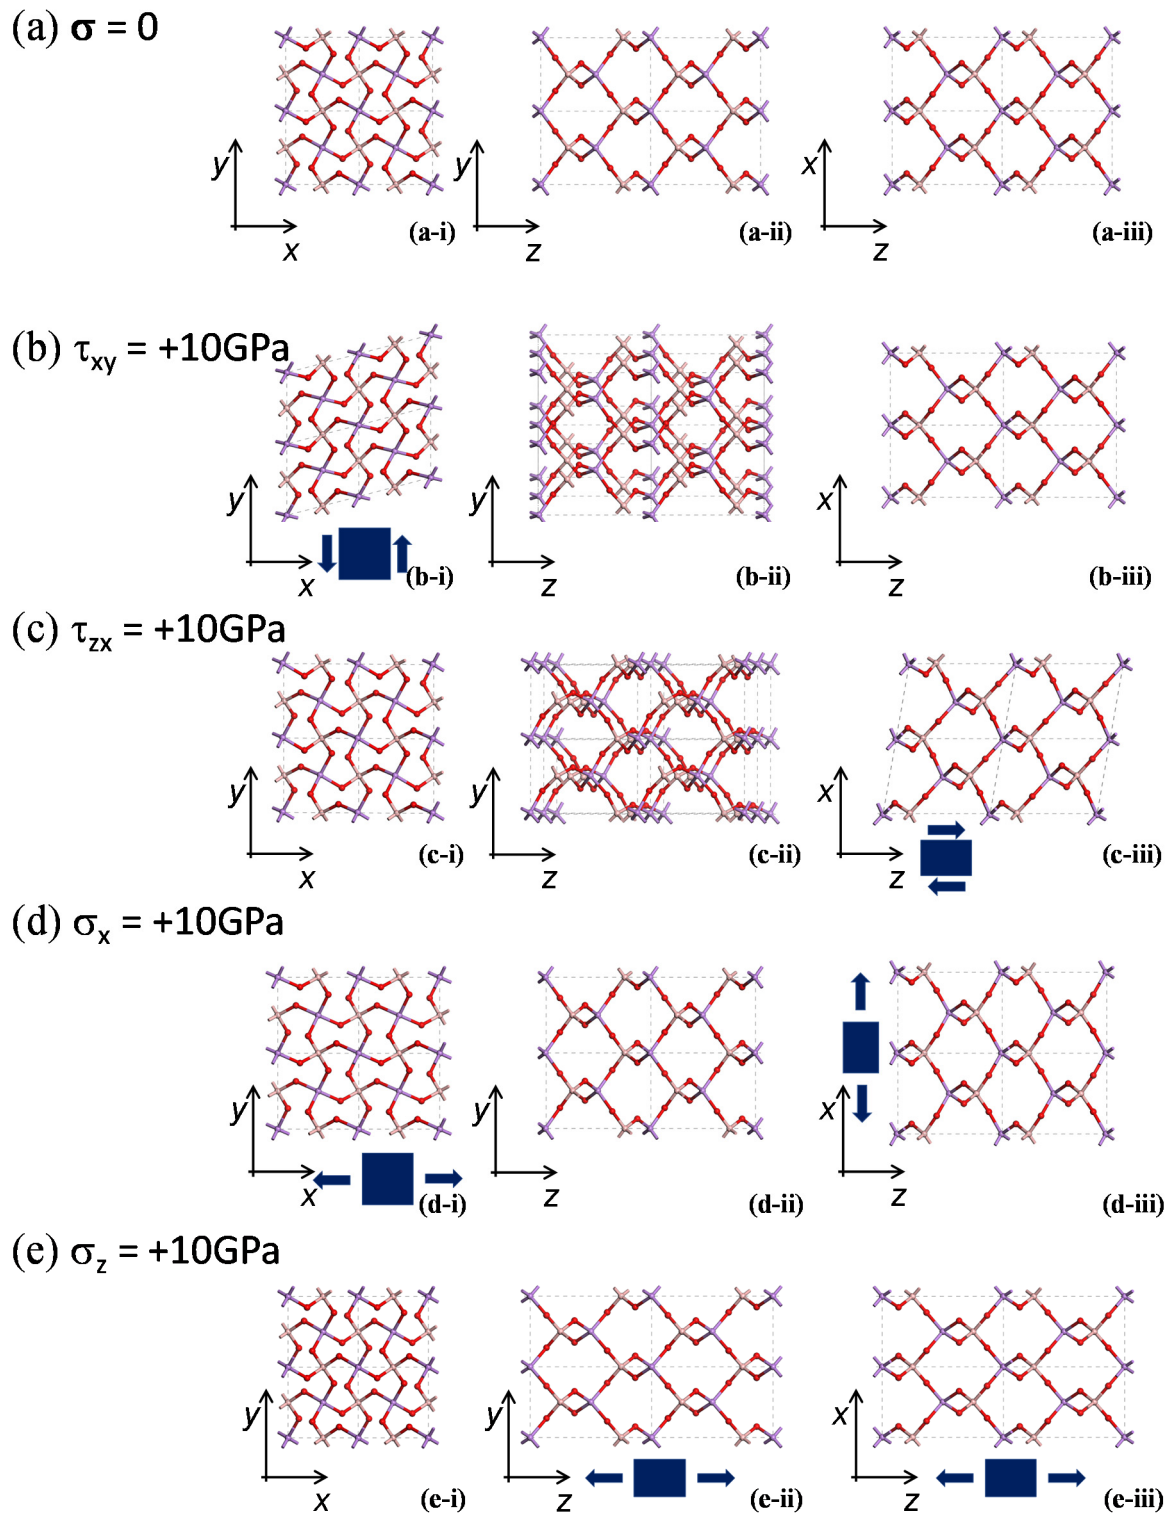 (a) σ = 0
y
x
(a-i)
y
z
(a-ii)
x
z
(a-iii)
(b) τxy = +10GPa
y
x
(b-i)
y
z
(b-ii)
x
z
(b-iii)
(c) τzx = +10GPa
y
x
(c-i)
y
z
(c-ii)
x
z
(c-iii)
(d) σx = +10GPa
y
x
(d-i)
y
z
(d-ii)
x
z
(d-iii)
(e) σz = +10GPa
y
x
(e-i)
y
z
(e-ii)
x
z
(e-iii)